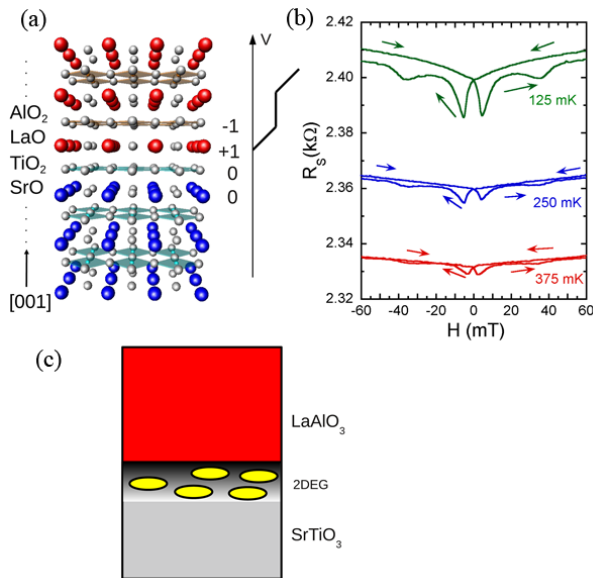 (a)
V
AlO2
LaO
TiO2
SrO
-1
+1
0
0
[001]
(b)
2.42
2.40
2.38
2.36
2.34
2.32
RS(kΩ)
125 mK
250 mK
375 mK
-60 -40 -20 0 20 40 60
H (mT)
(c)
LaAlO3
2DEG
SrTiO3